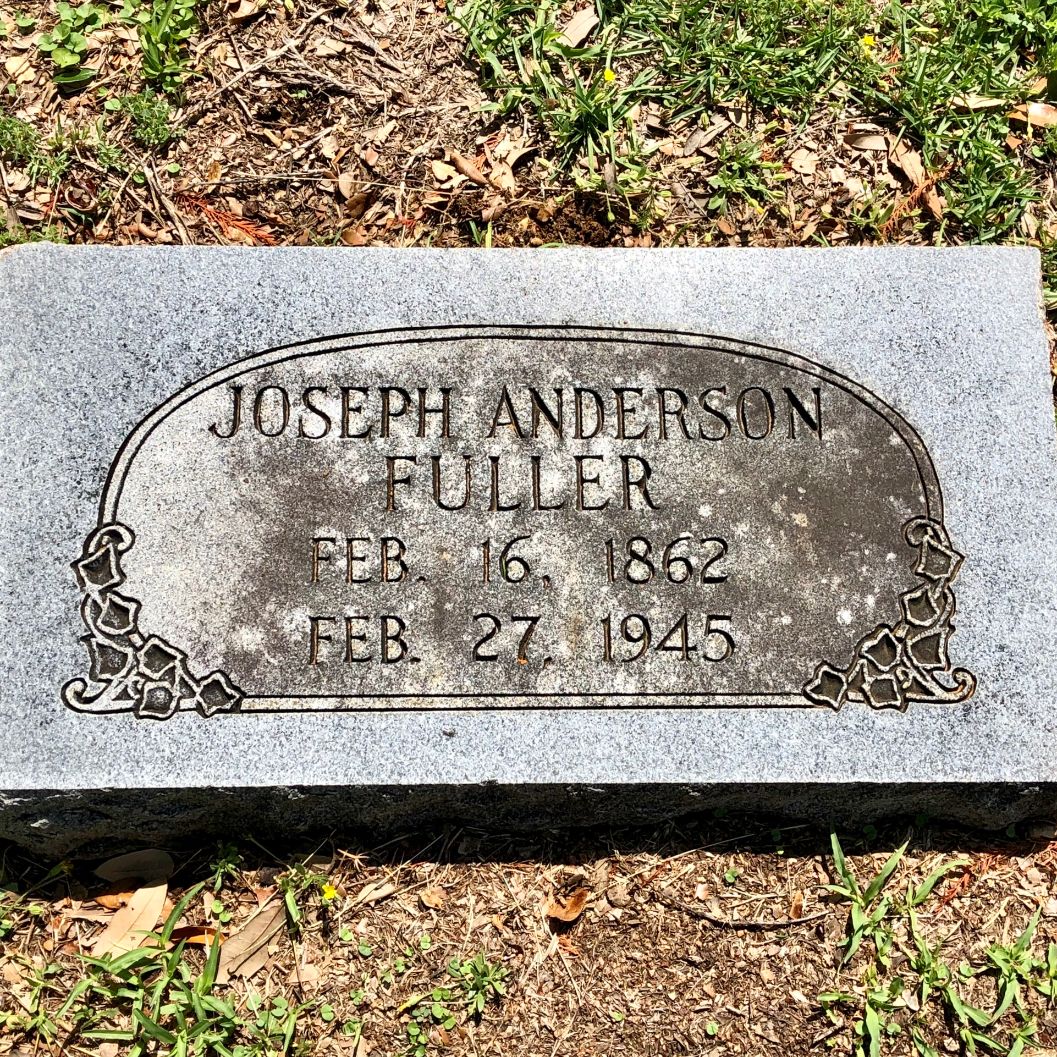 JOSEPH ANDERSON
FULLER
FEB. 16, 1862
FEB. 27, 1945